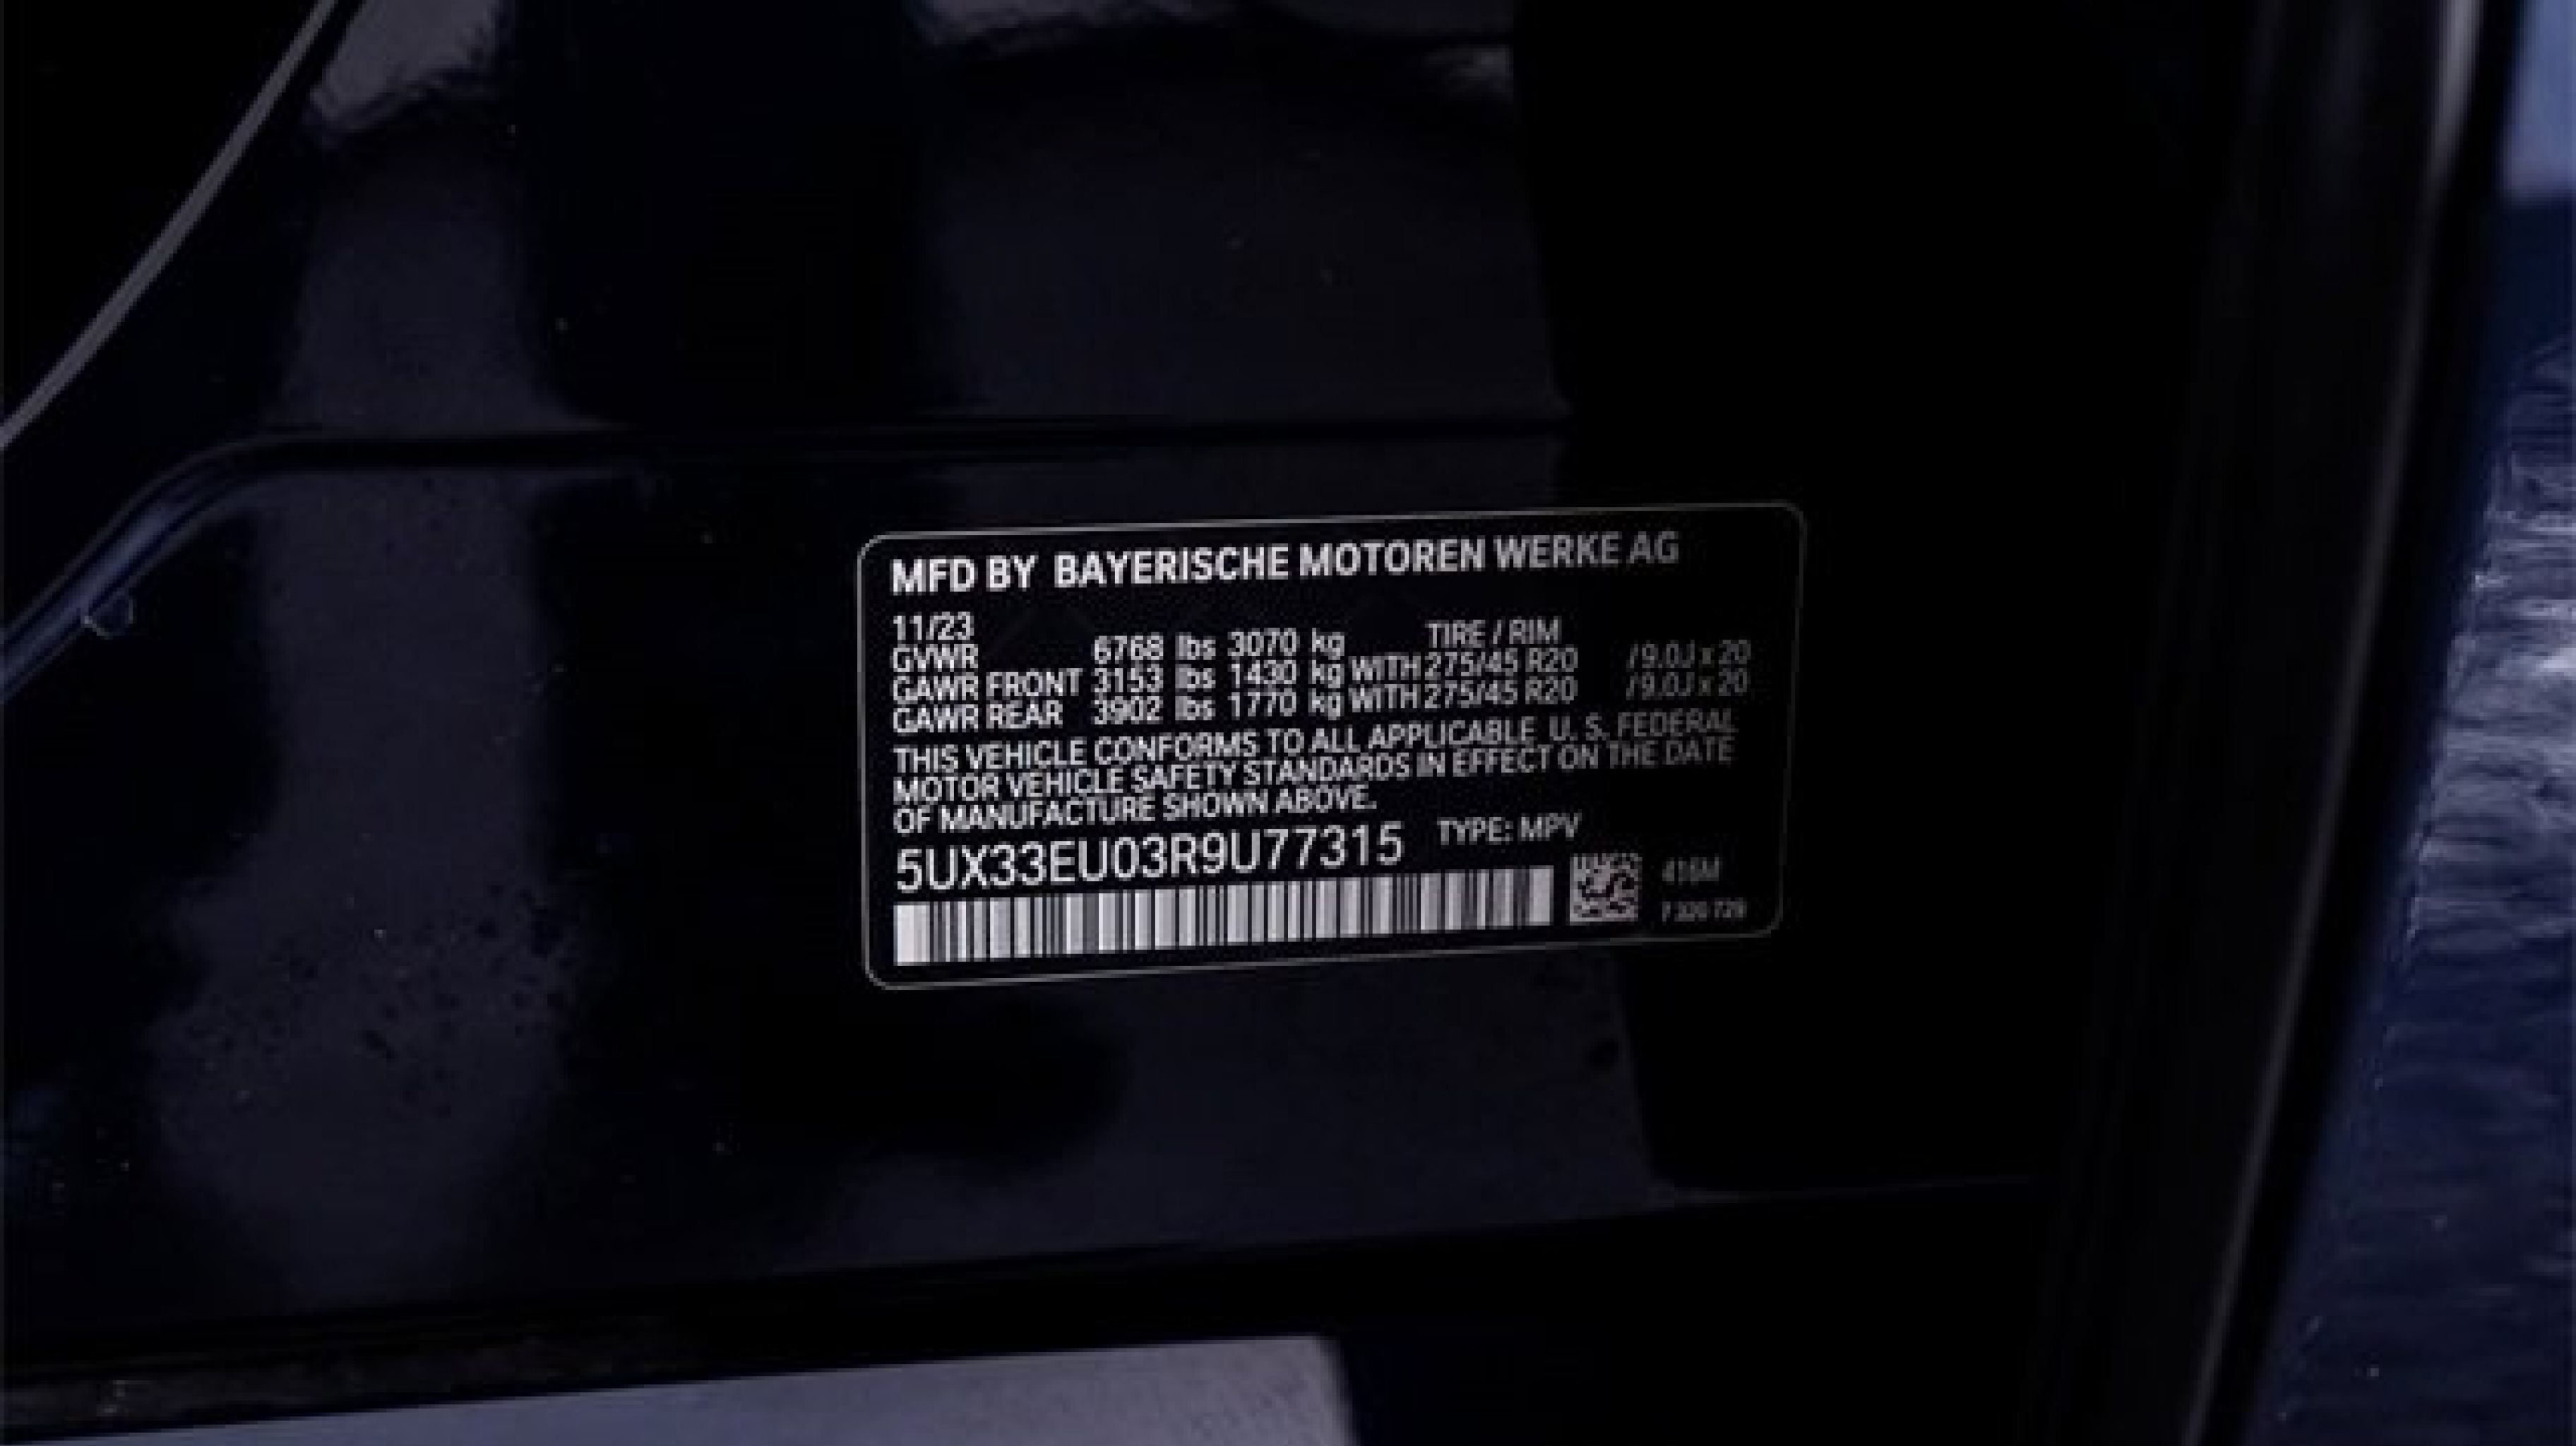 MFD BY BAYERISCHE MOTOREN WERKE AG
11/23
TIRE / RIM
GVWR 6768 lbs 3070 kg
GAWR FRONT 3153 lbs 1430 kg WITH 275/45 R20 /9.0J x 20
GAWR REAR 3902 lbs 1770 kg WITH 275/45 R20 /9.0J x 20
THIS VEHICLE CONFORMS TO ALL APPLICABLE U. S. FEDERAL
MOTOR VEHICLE SAFETY STANDARDS IN EFFECT ON THE DATE
OF MANUFACTURE SHOWN ABOVE.
5UX33EU03R9U77315 TYPE: MPV